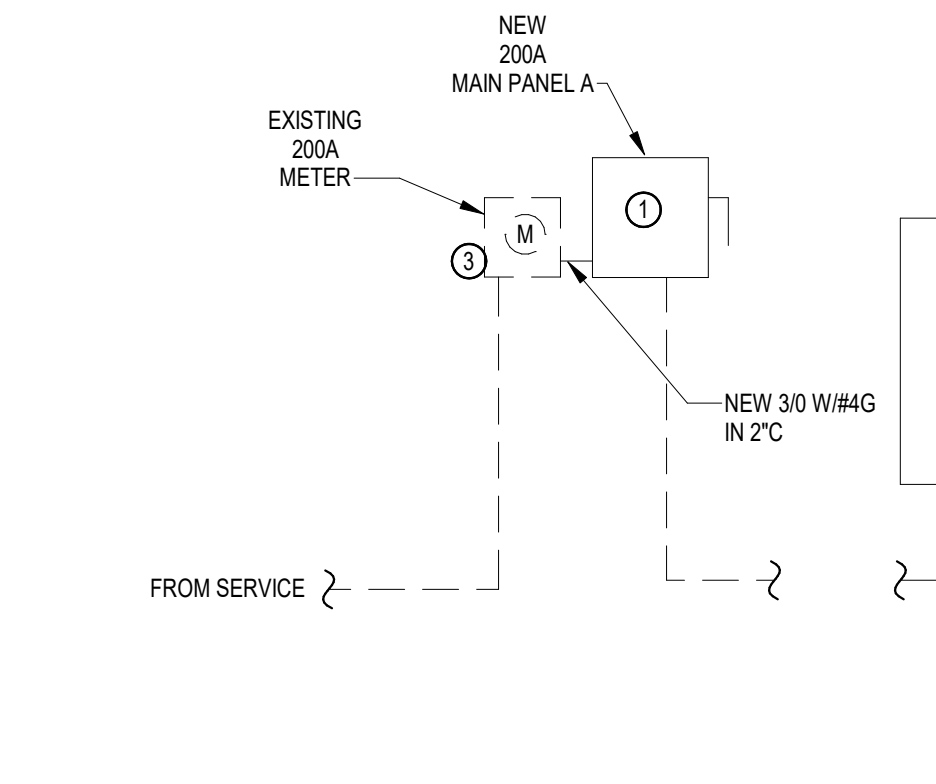 NEW
200A
MAIN PANEL A
EXISTING
200A
METER
1
M
3
NEW 3/0 W/#4G
IN 2"C
FROM SERVICE